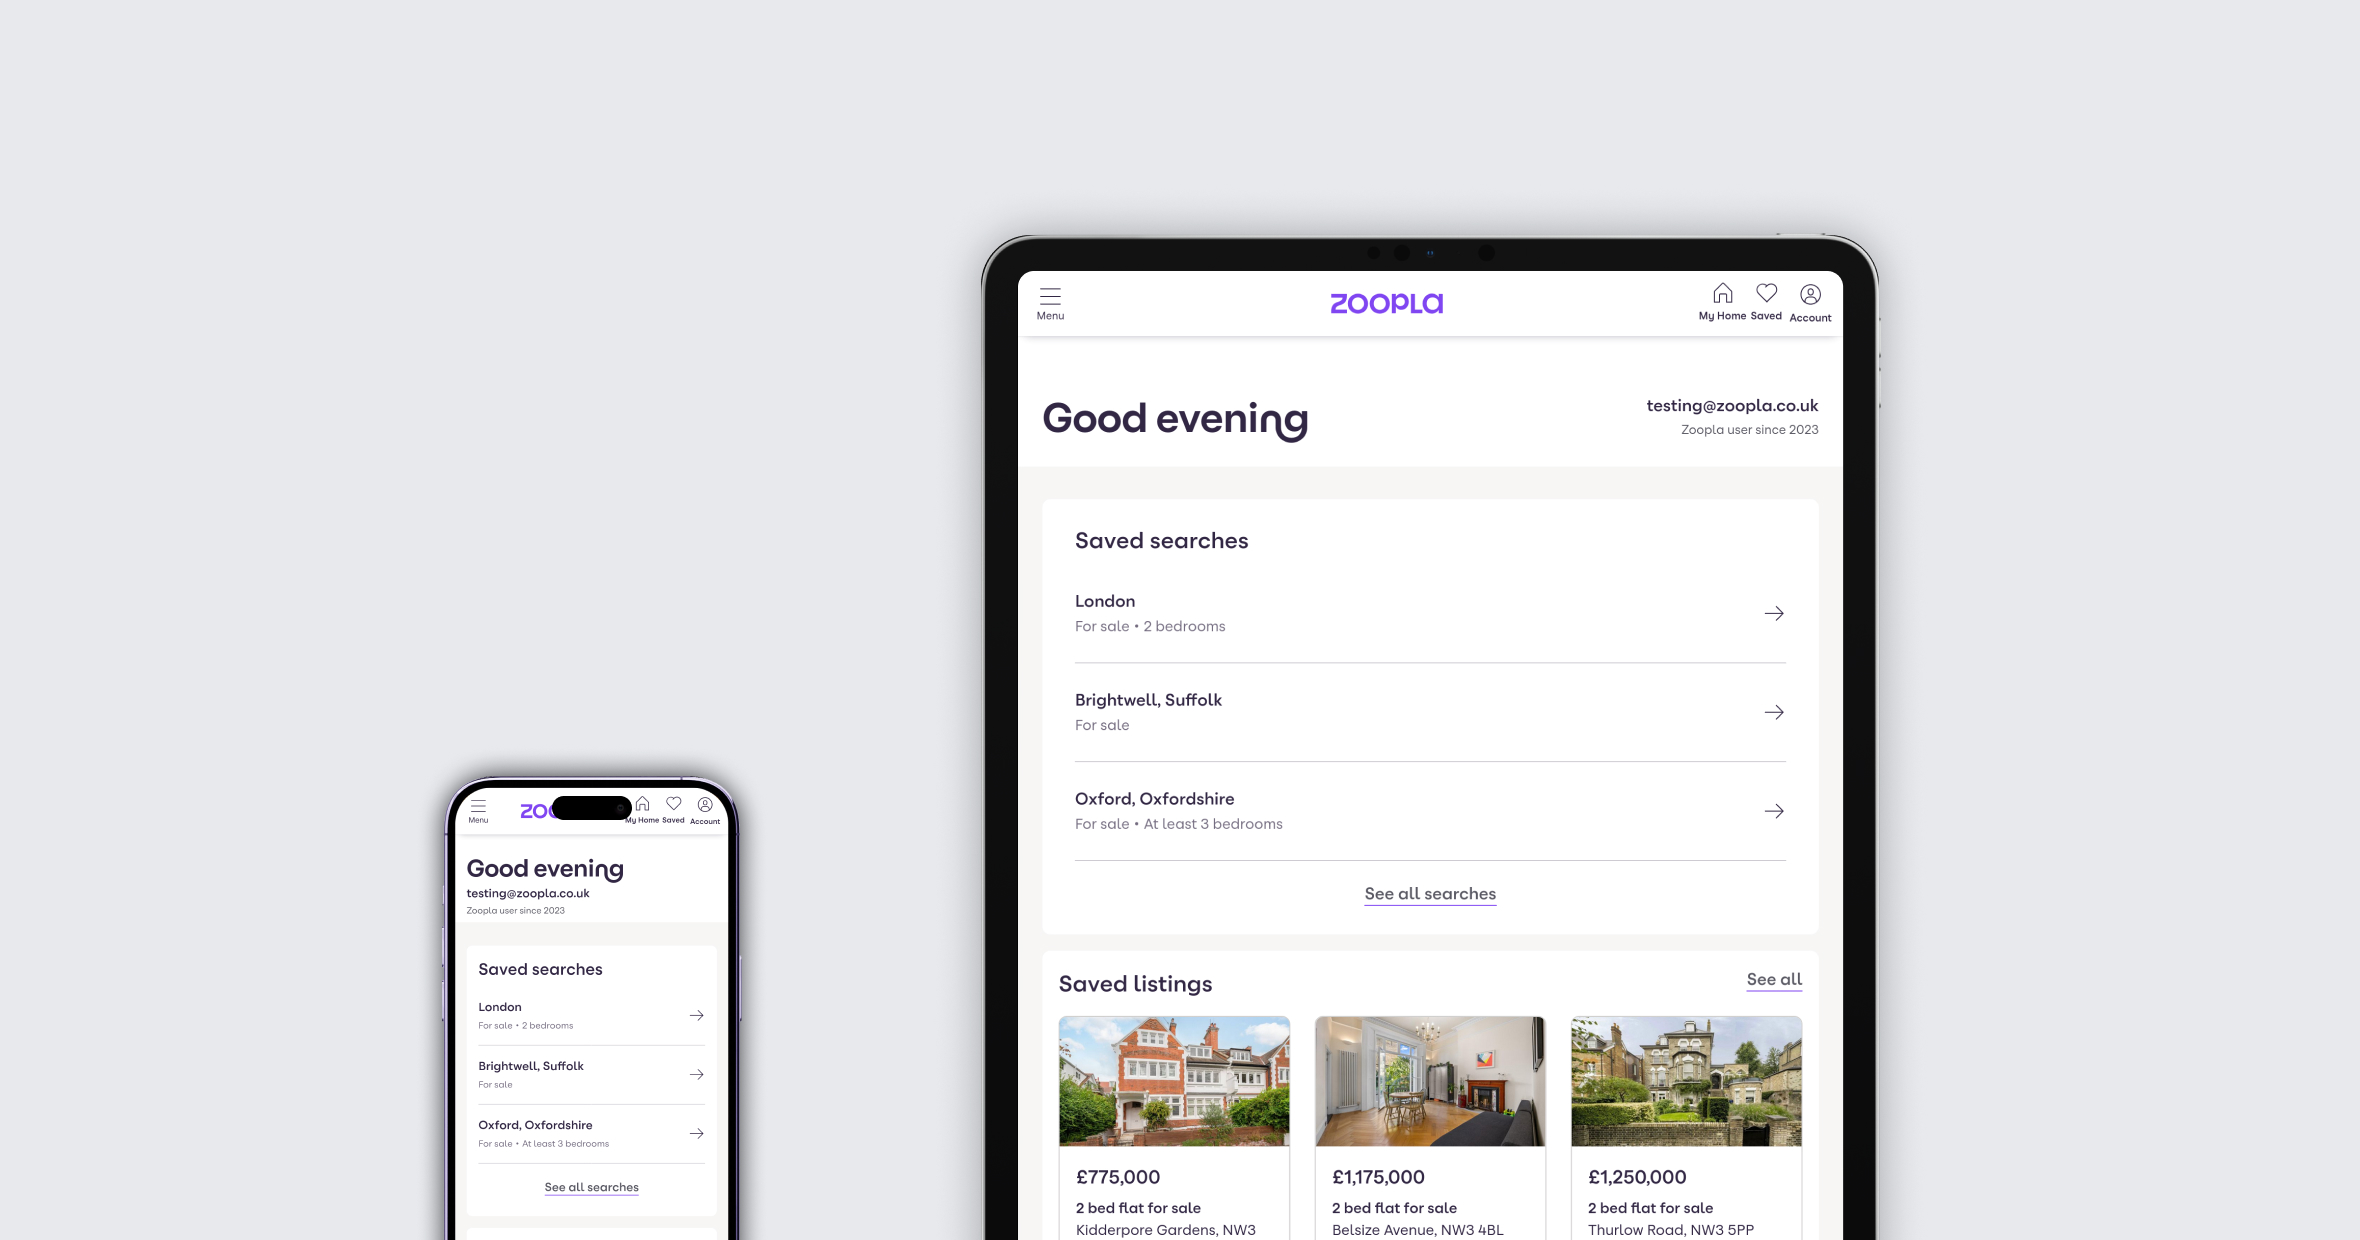 Menu
zoopla
My Home Saved Account
Good evening
testing@zoopla.co.uk
Zoopla user since 2023
Saved searches
London
For sale • 2 bedrooms
Brightwell, Suffolk
For sale
Oxford, Oxfordshire
For sale • At least 3 bedrooms
See all searches
Saved listings
See all
£775,000
2 bed flat for sale
Kidderpore Gardens, NW3
£1,175,000
2 bed flat for sale
Belsize Avenue, NW3 4BL
£1,250,000
2 bed flat for sale
Thurlow Road, NW3 5PP
Menu
My Home Saved Account
Good evening
testing@zoopla.co.uk
Zoopla user since 2023
Saved searches
London
For sale • 2 bedrooms
Brightwell, Suffolk
For sale
Oxford, Oxfordshire
For sale • At least 3 bedrooms
See all searches